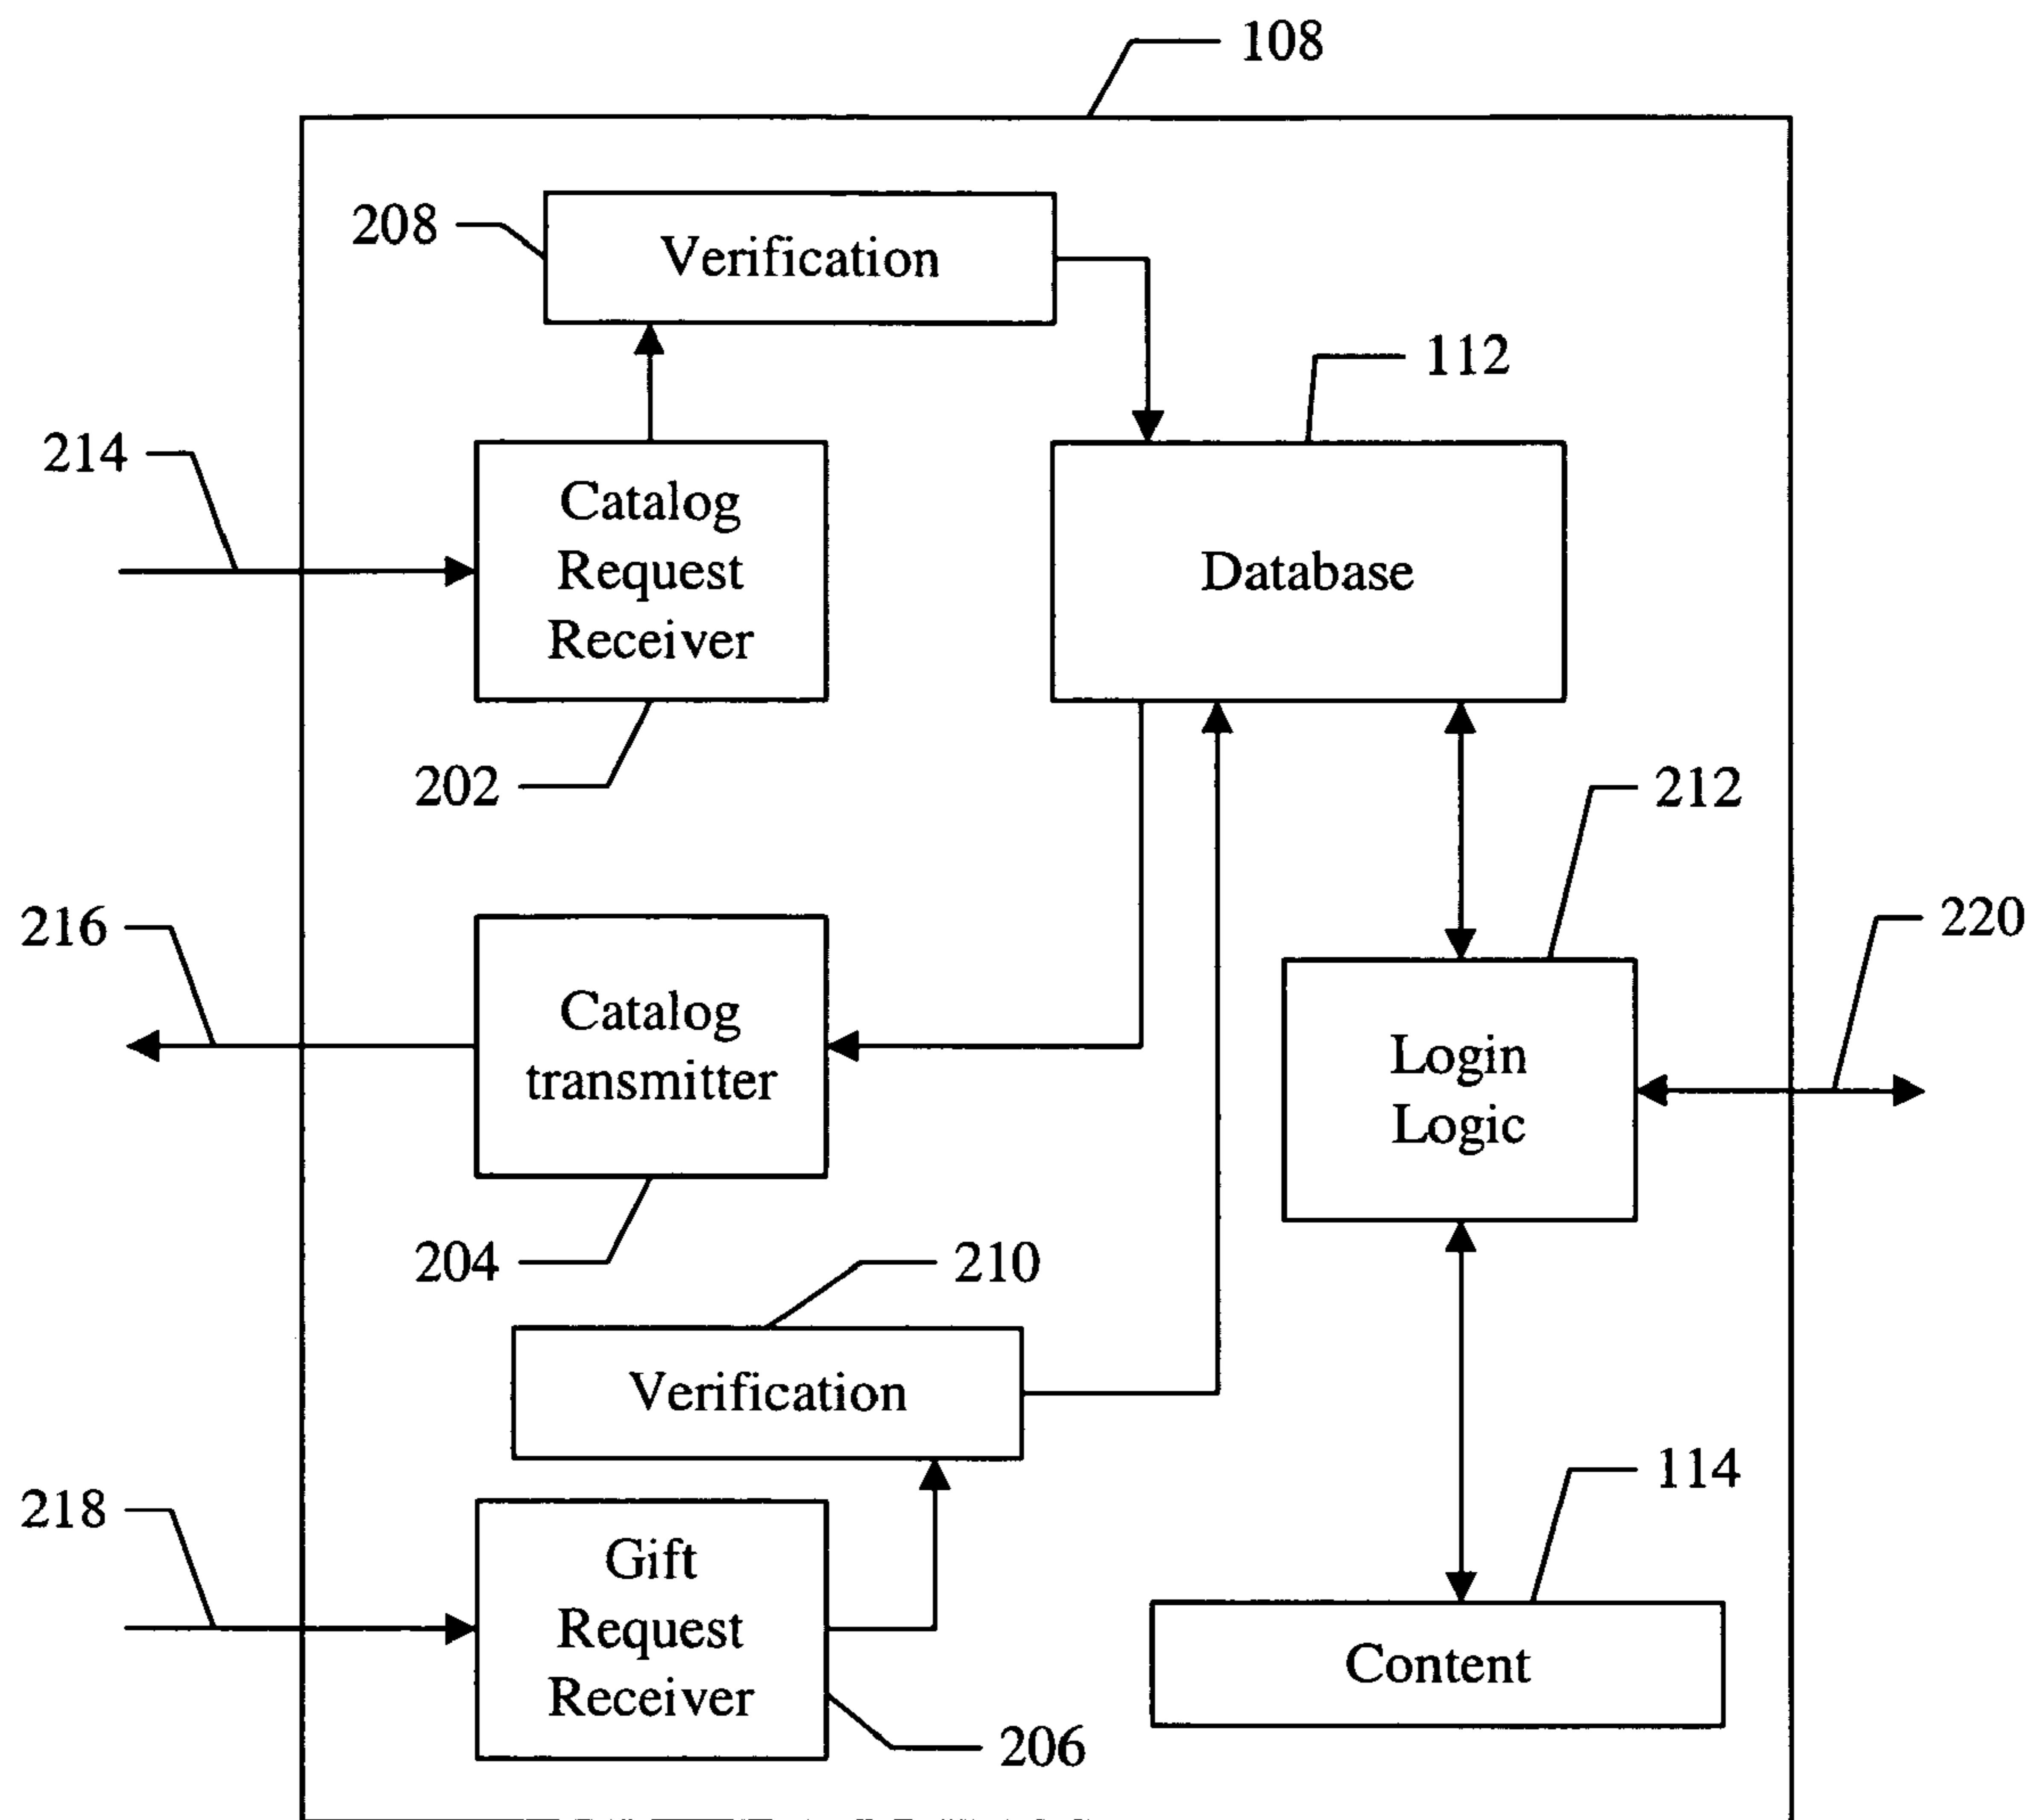 108
208
Verification
112
214
Catalog
Request
Receiver
Database
202
212
216
220
Catalog
transmitter
Login
Logic
204
210
Verification
114
218
Gift
Request
Receiver
Content
206